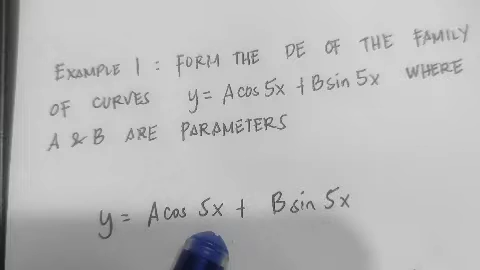 EXAMPLE 1 : FORM THE DE OF THE FAMILY
OF CURVES y = A cos 5x + B sin 5x WHERE
A & B ARE PARAMETERS
y = A cos 5x + B sin 5x